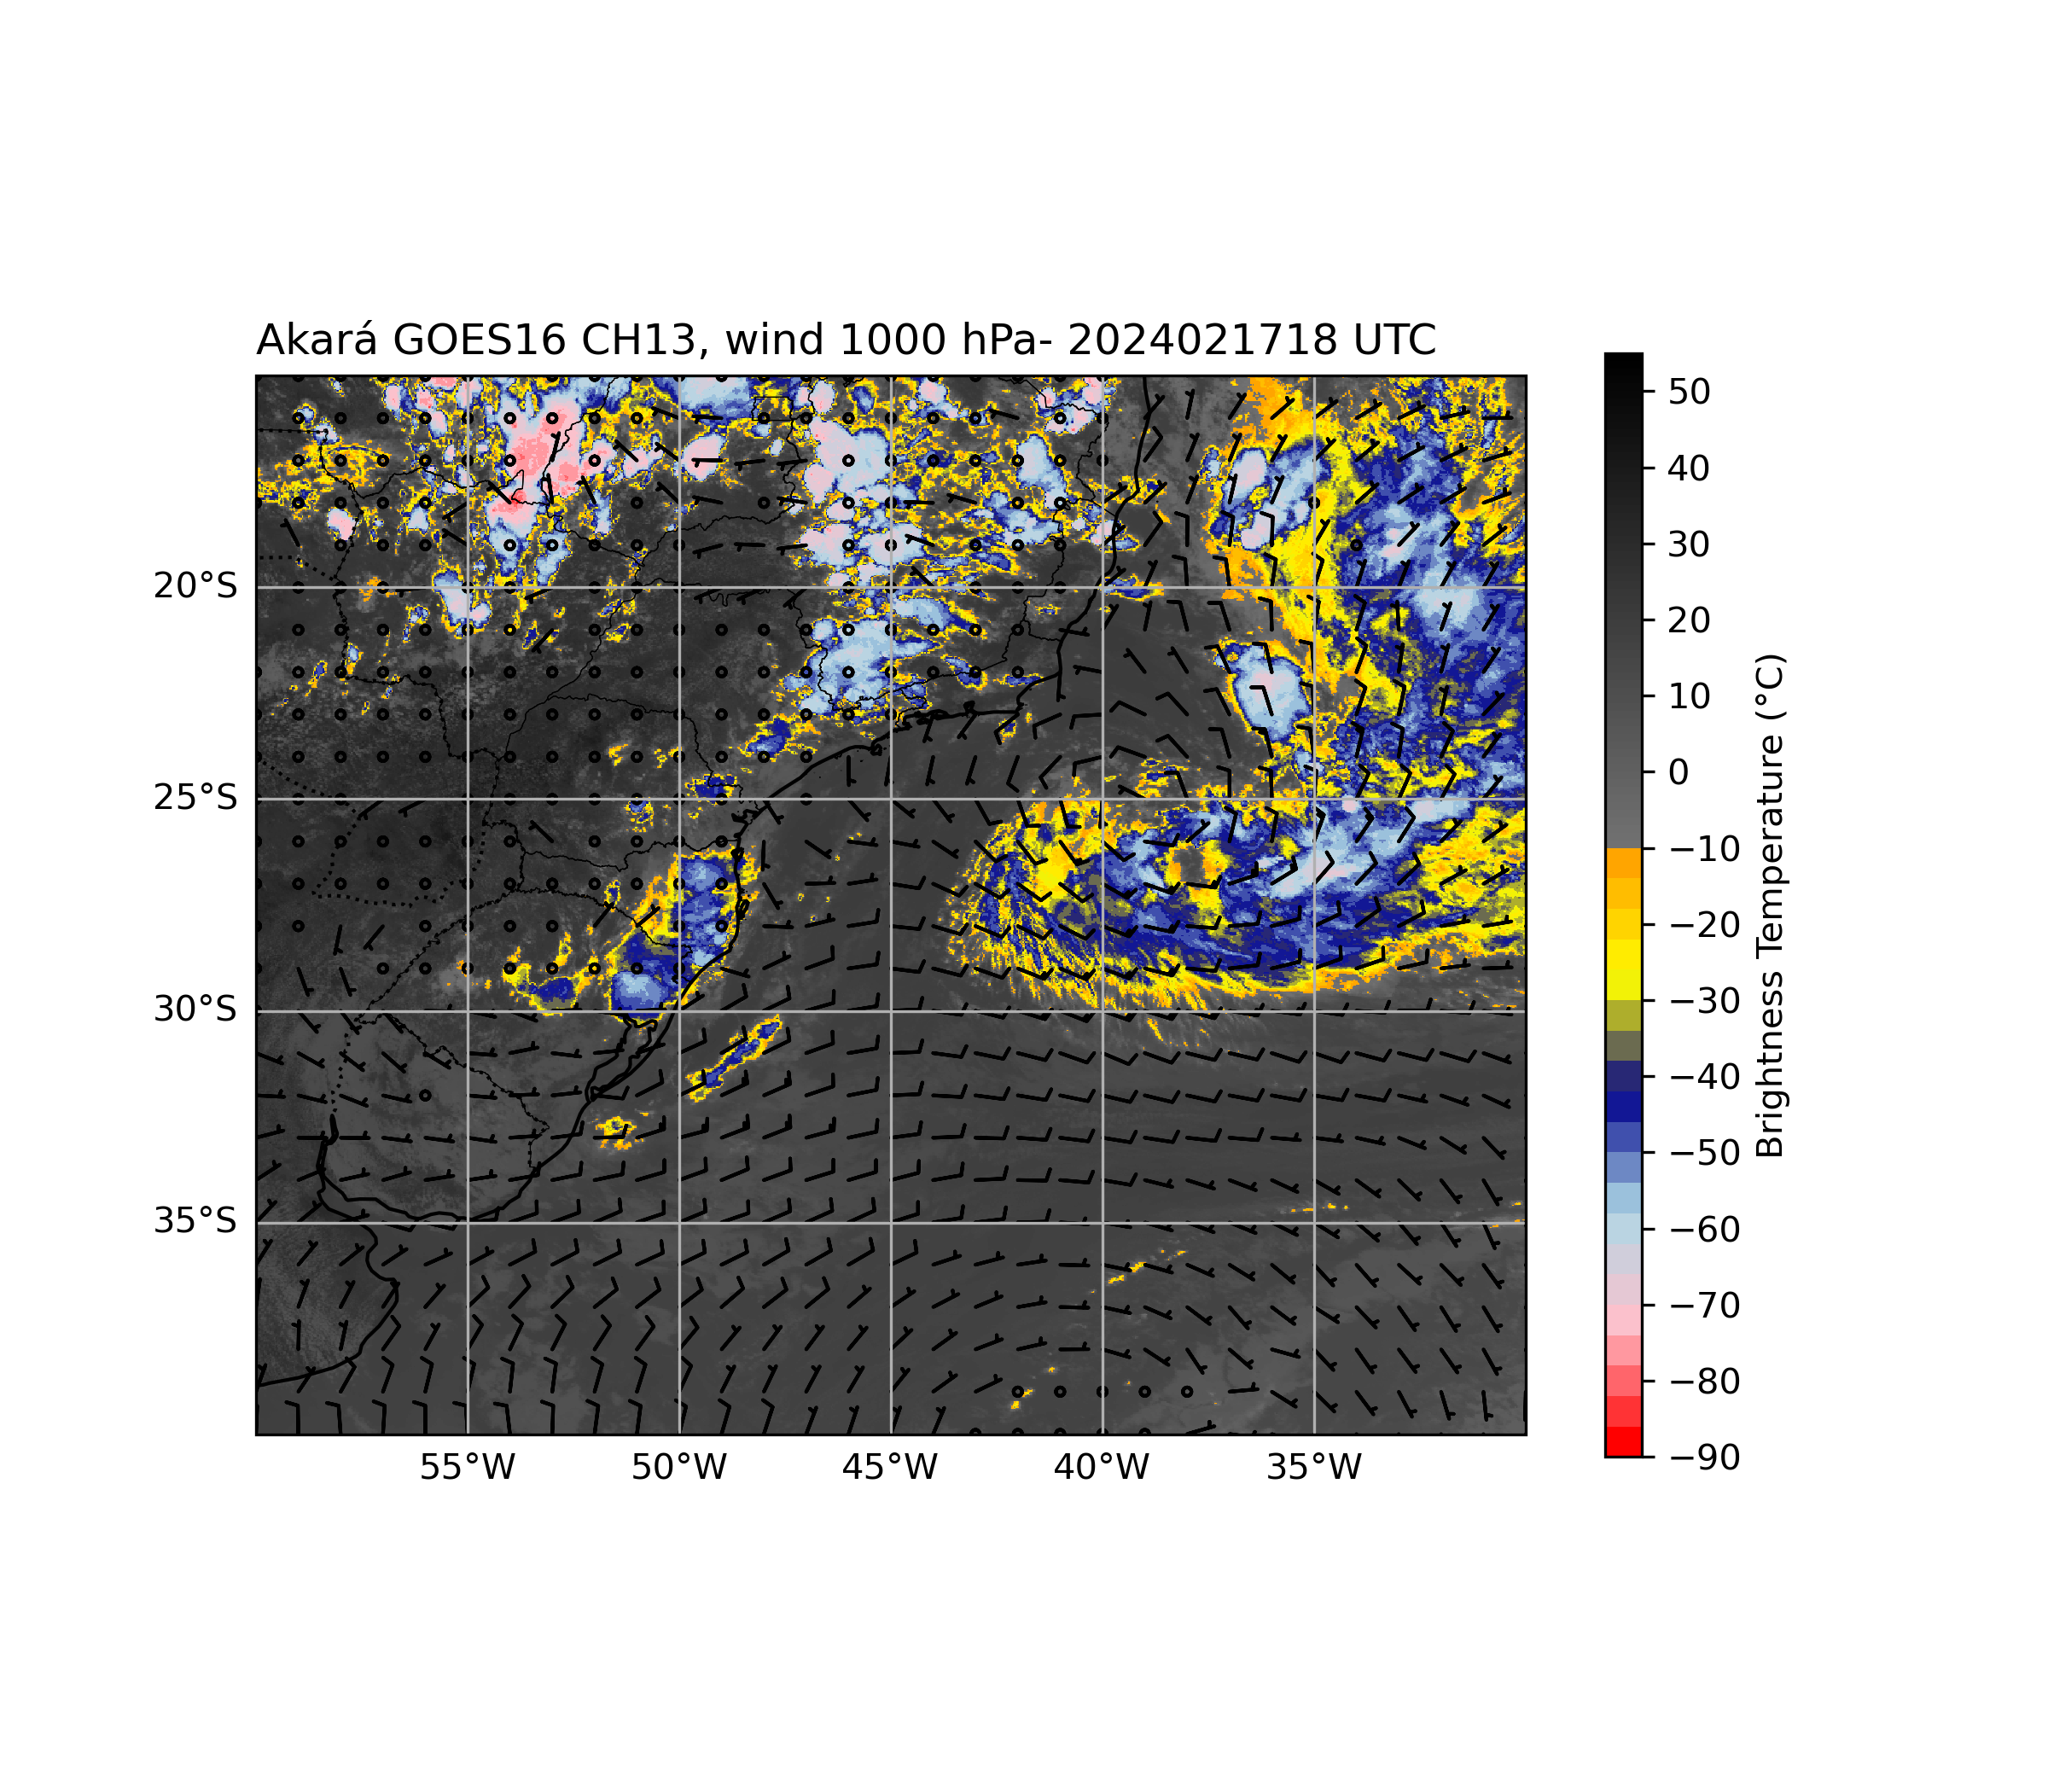 Akará GOES16 CH13, wind 1000 hPa- 2024021718 UTC
20°S
25°S
30°S
35°S
55°W
50°W
45°W
40°W
35°W
50
40
30
20
10
0
−10
−20
−30
−40
−50
−60
−70
−80
−90
Brightness Temperature (°C)